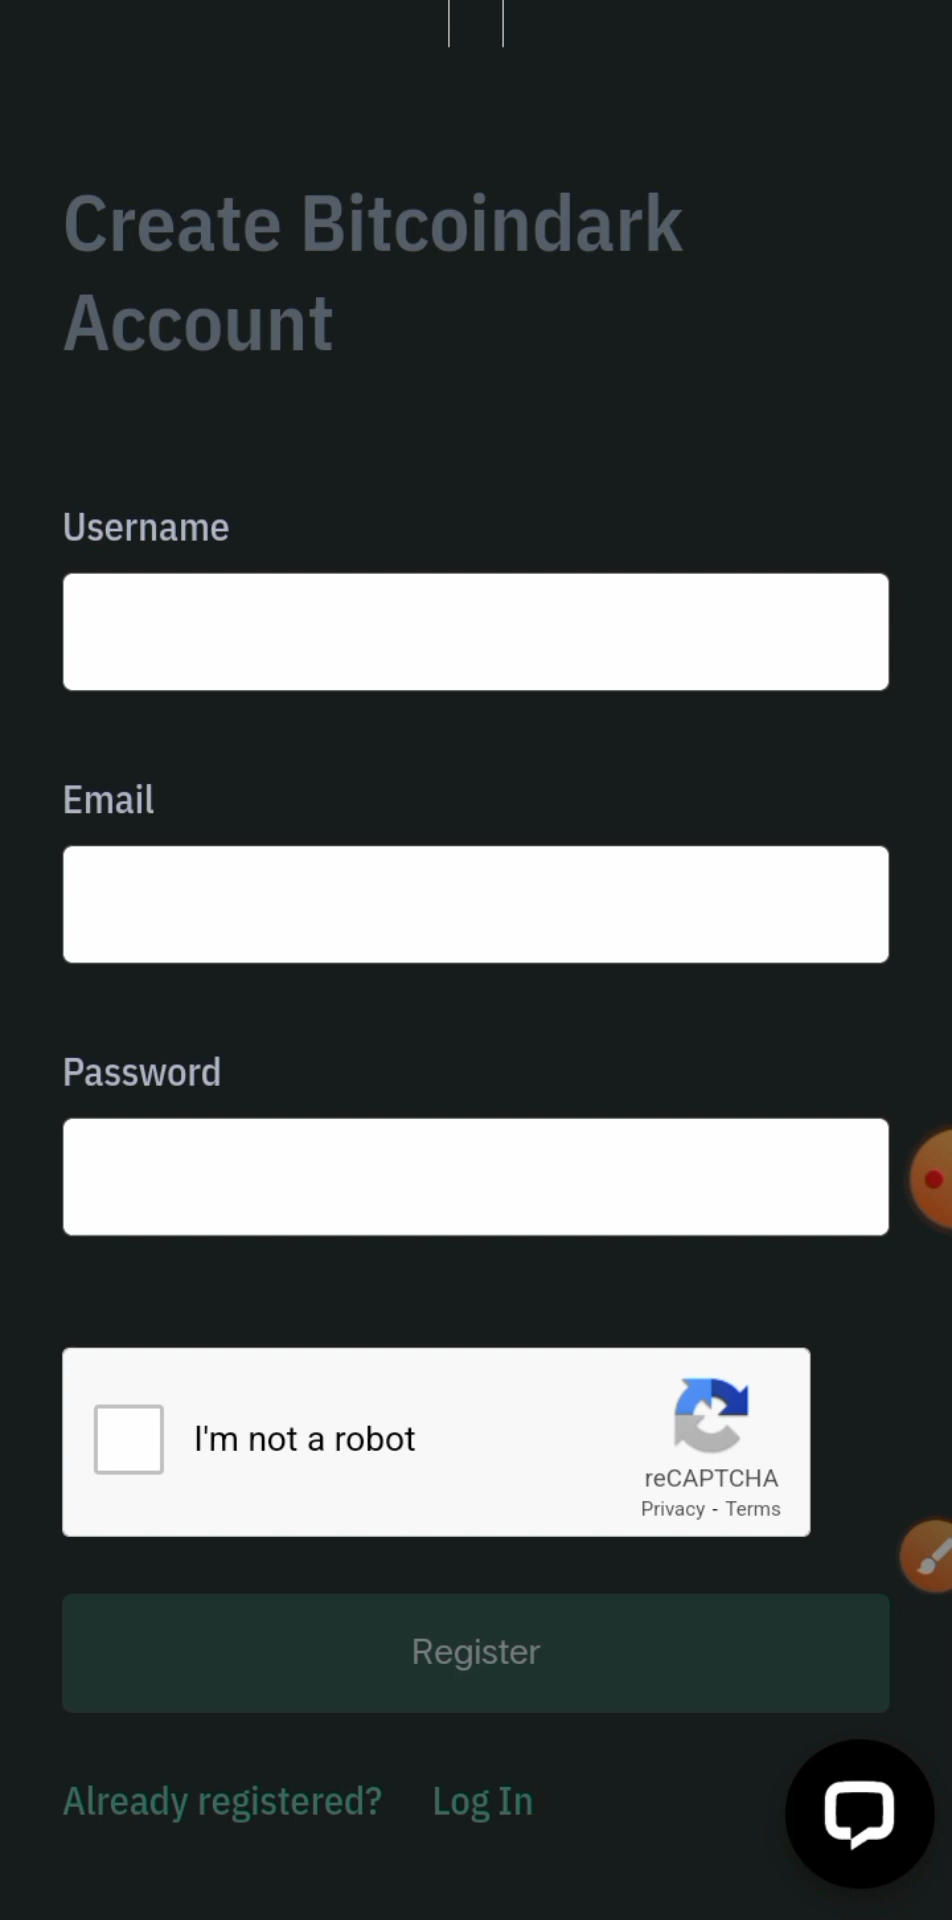 Create Bitcoindark
Account
Username
Email
Password
I'm not a robot
reCAPTCHA
Privacy - Terms
Register
Already registered? Log In